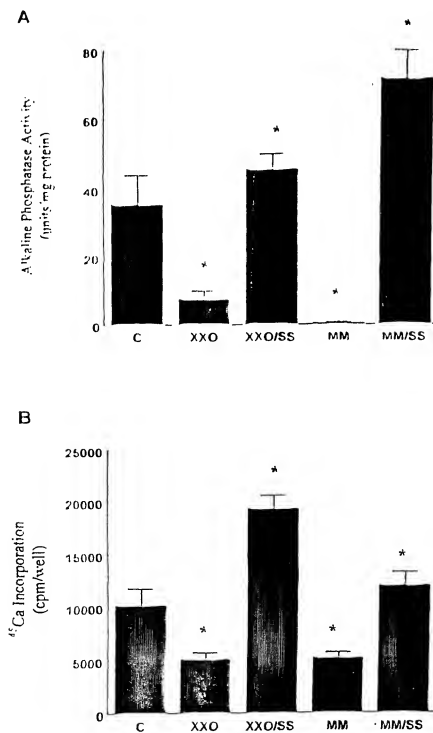 A
Alkaline Phosphatase Activity
(units/mg protein)
80
60
40
20
0
*
*
*
*
C XXO XXO/SS MM MM/SS
B
45Ca Incorporation
(cpm/well)
25000
20000
15000
10000
5000
0
*
*
*
*
C XXO XXO/SS MM MM/SS